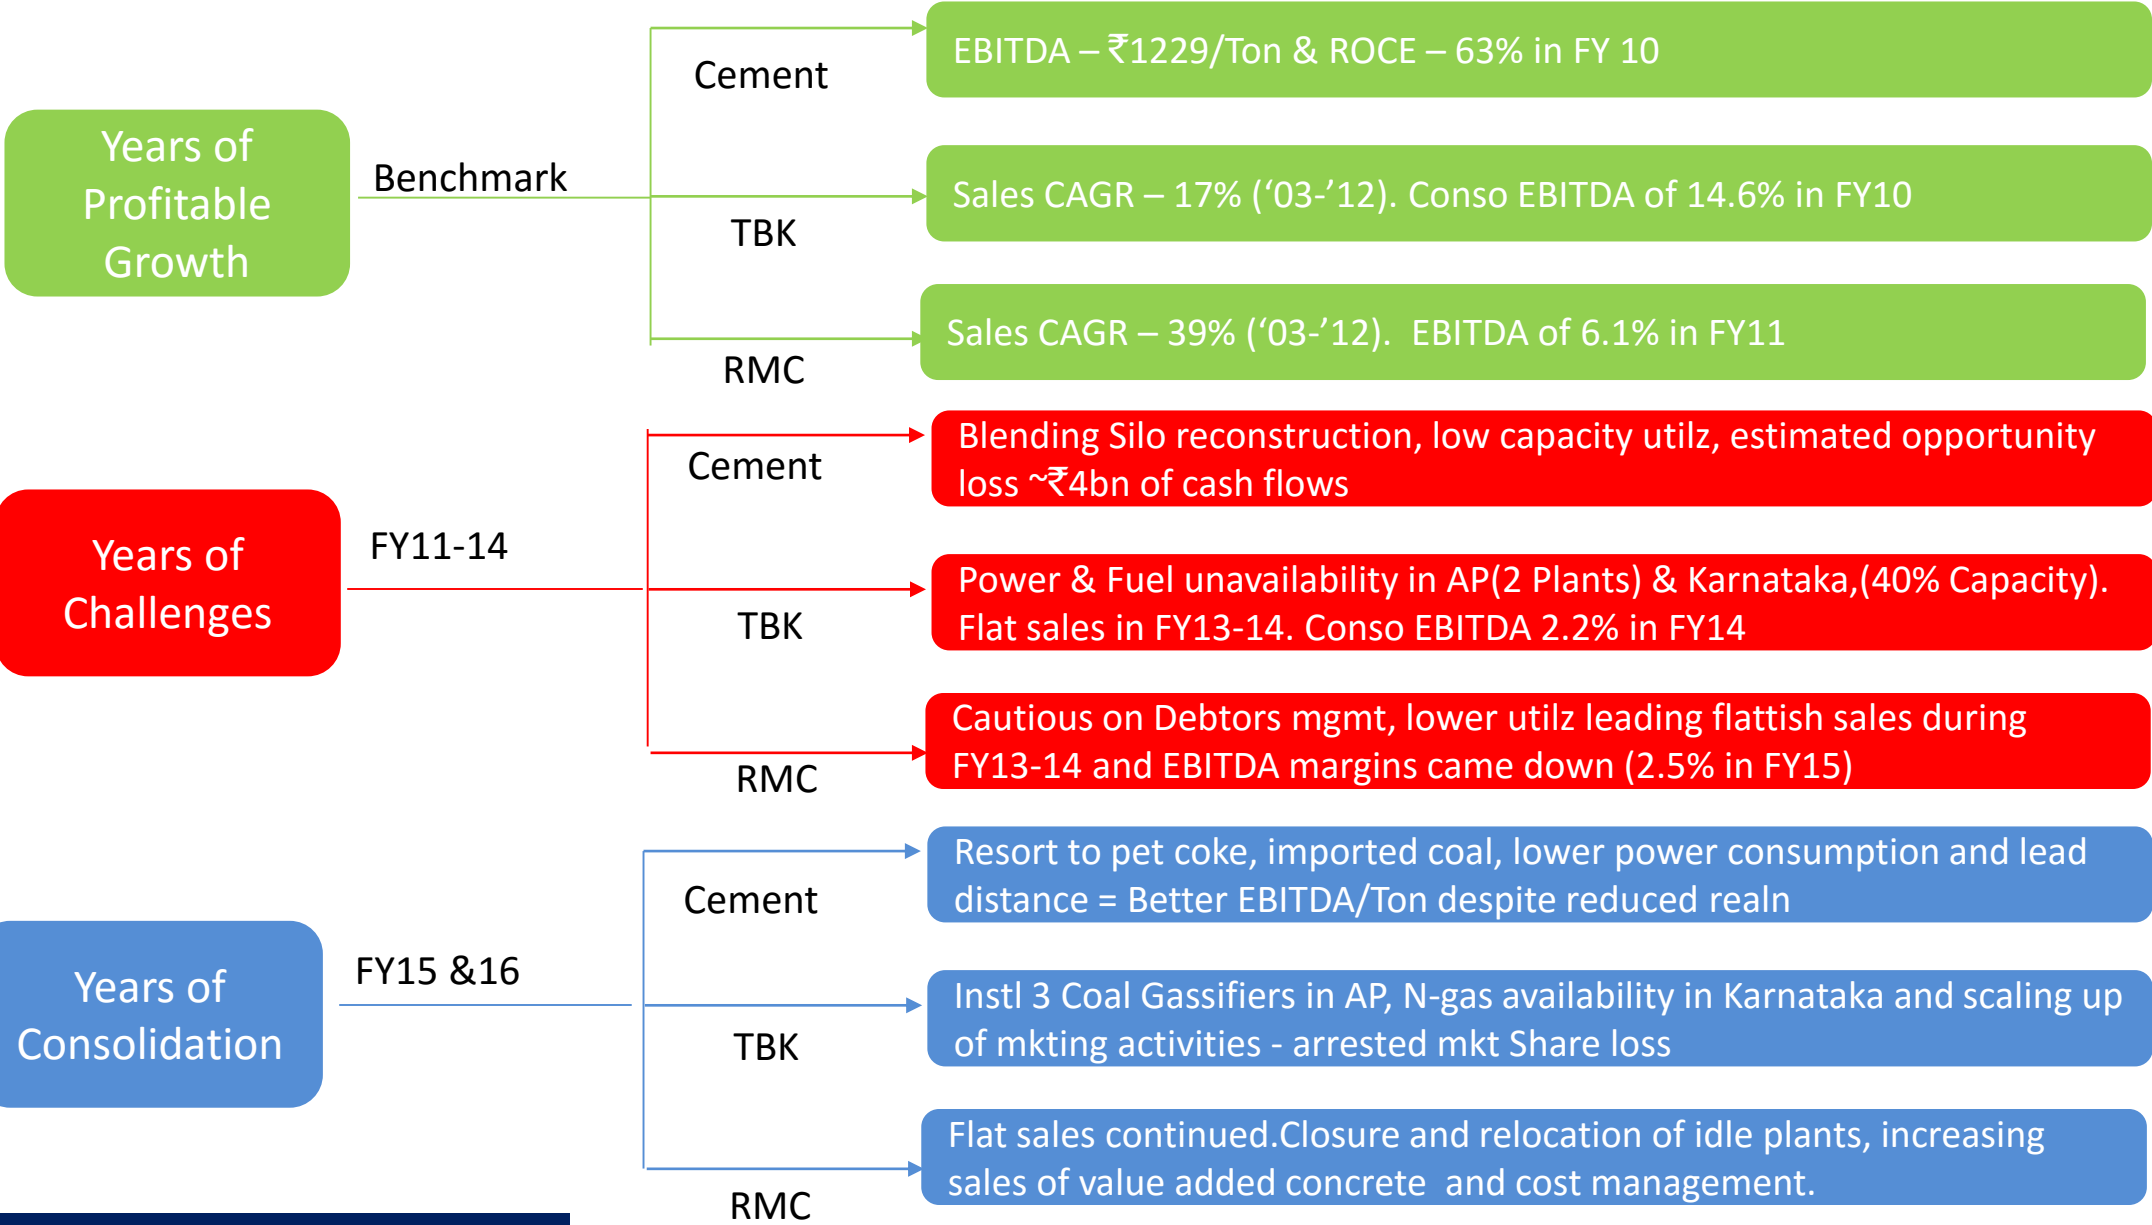 Years of
Profitable
Growth
Benchmark
Cement
EBITDA – ₹1229/Ton & ROCE – 63% in FY 10
TBK
Sales CAGR – 17% (‘03-’12). Conso EBITDA of 14.6% in FY10
RMC
Sales CAGR – 39% (‘03-’12).  EBITDA of 6.1% in FY11
Years of
Challenges
FY11-14
Cement
Blending Silo reconstruction, low capacity utilz, estimated opportunity
loss ~₹4bn of cash flows
TBK
Power & Fuel unavailability in AP(2 Plants) & Karnataka,(40% Capacity).
Flat sales in FY13-14. Conso EBITDA 2.2% in FY14
RMC
Cautious on Debtors mgmt, lower utilz leading flattish sales during
FY13-14 and EBITDA margins came down (2.5% in FY15)
Years of
Consolidation
FY15 &16
Cement
Resort to pet coke, imported coal, lower power consumption and lead
distance = Better EBITDA/Ton despite reduced realn
TBK
Instl 3 Coal Gassifiers in AP, N-gas availability in Karnataka and scaling up
of mkting activities - arrested mkt Share loss
RMC
Flat sales continued.Closure and relocation of idle plants, increasing
sales of value added concrete  and cost management.